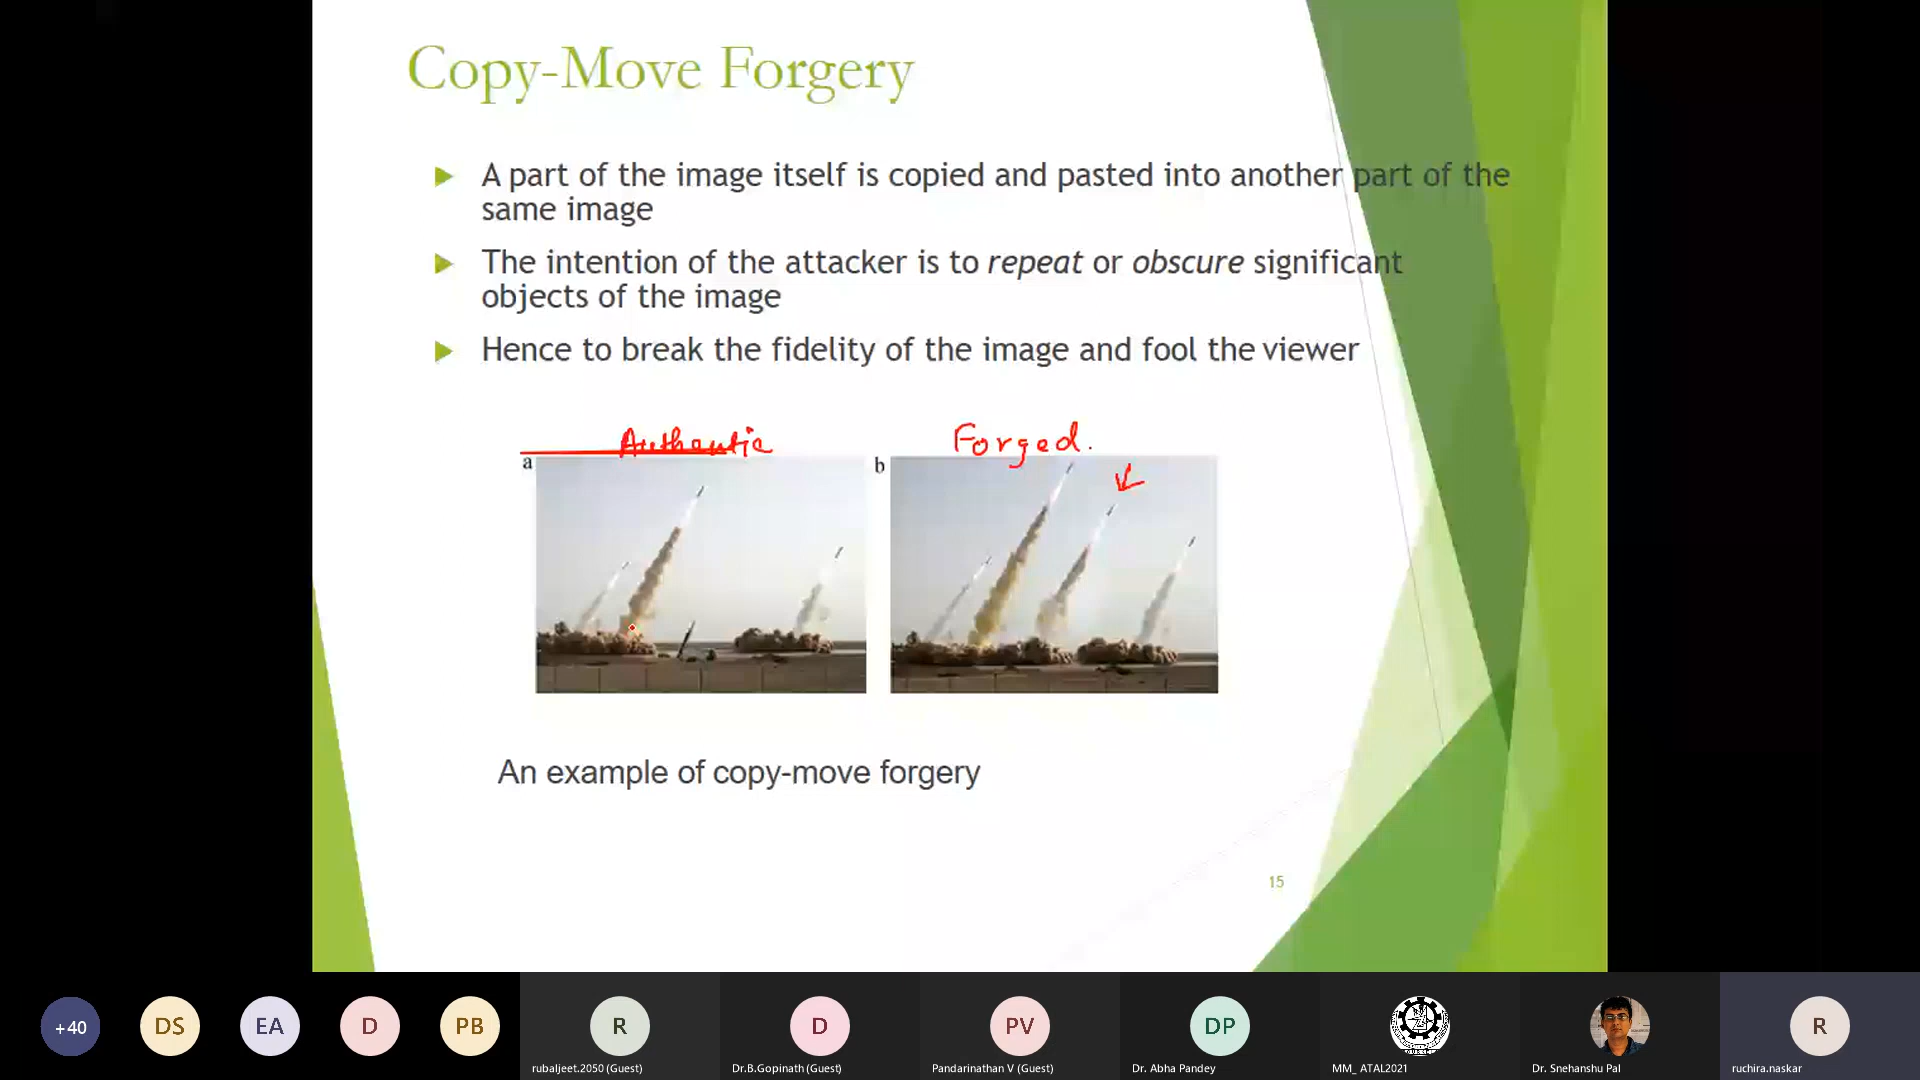 Copy-Move Forgery
A part of the image itself is copied and pasted into another part of the
same image
The intention of the attacker is to repeat or obscure significant
objects of the image
Hence to break the fidelity of the image and fool the viewer
Authentic
Forged.
a
b
An example of copy-move forgery
15
+40
DS
EA
D
PB
R
D
PV
DP
R
rubaljeet.2050 (Guest)
Dr.B.Gopinath (Guest)
Pandarinathan V (Guest)
Dr. Abha Pandey
MM_ ATAL2021
Dr. Snehanshu Pal
ruchira.naskar